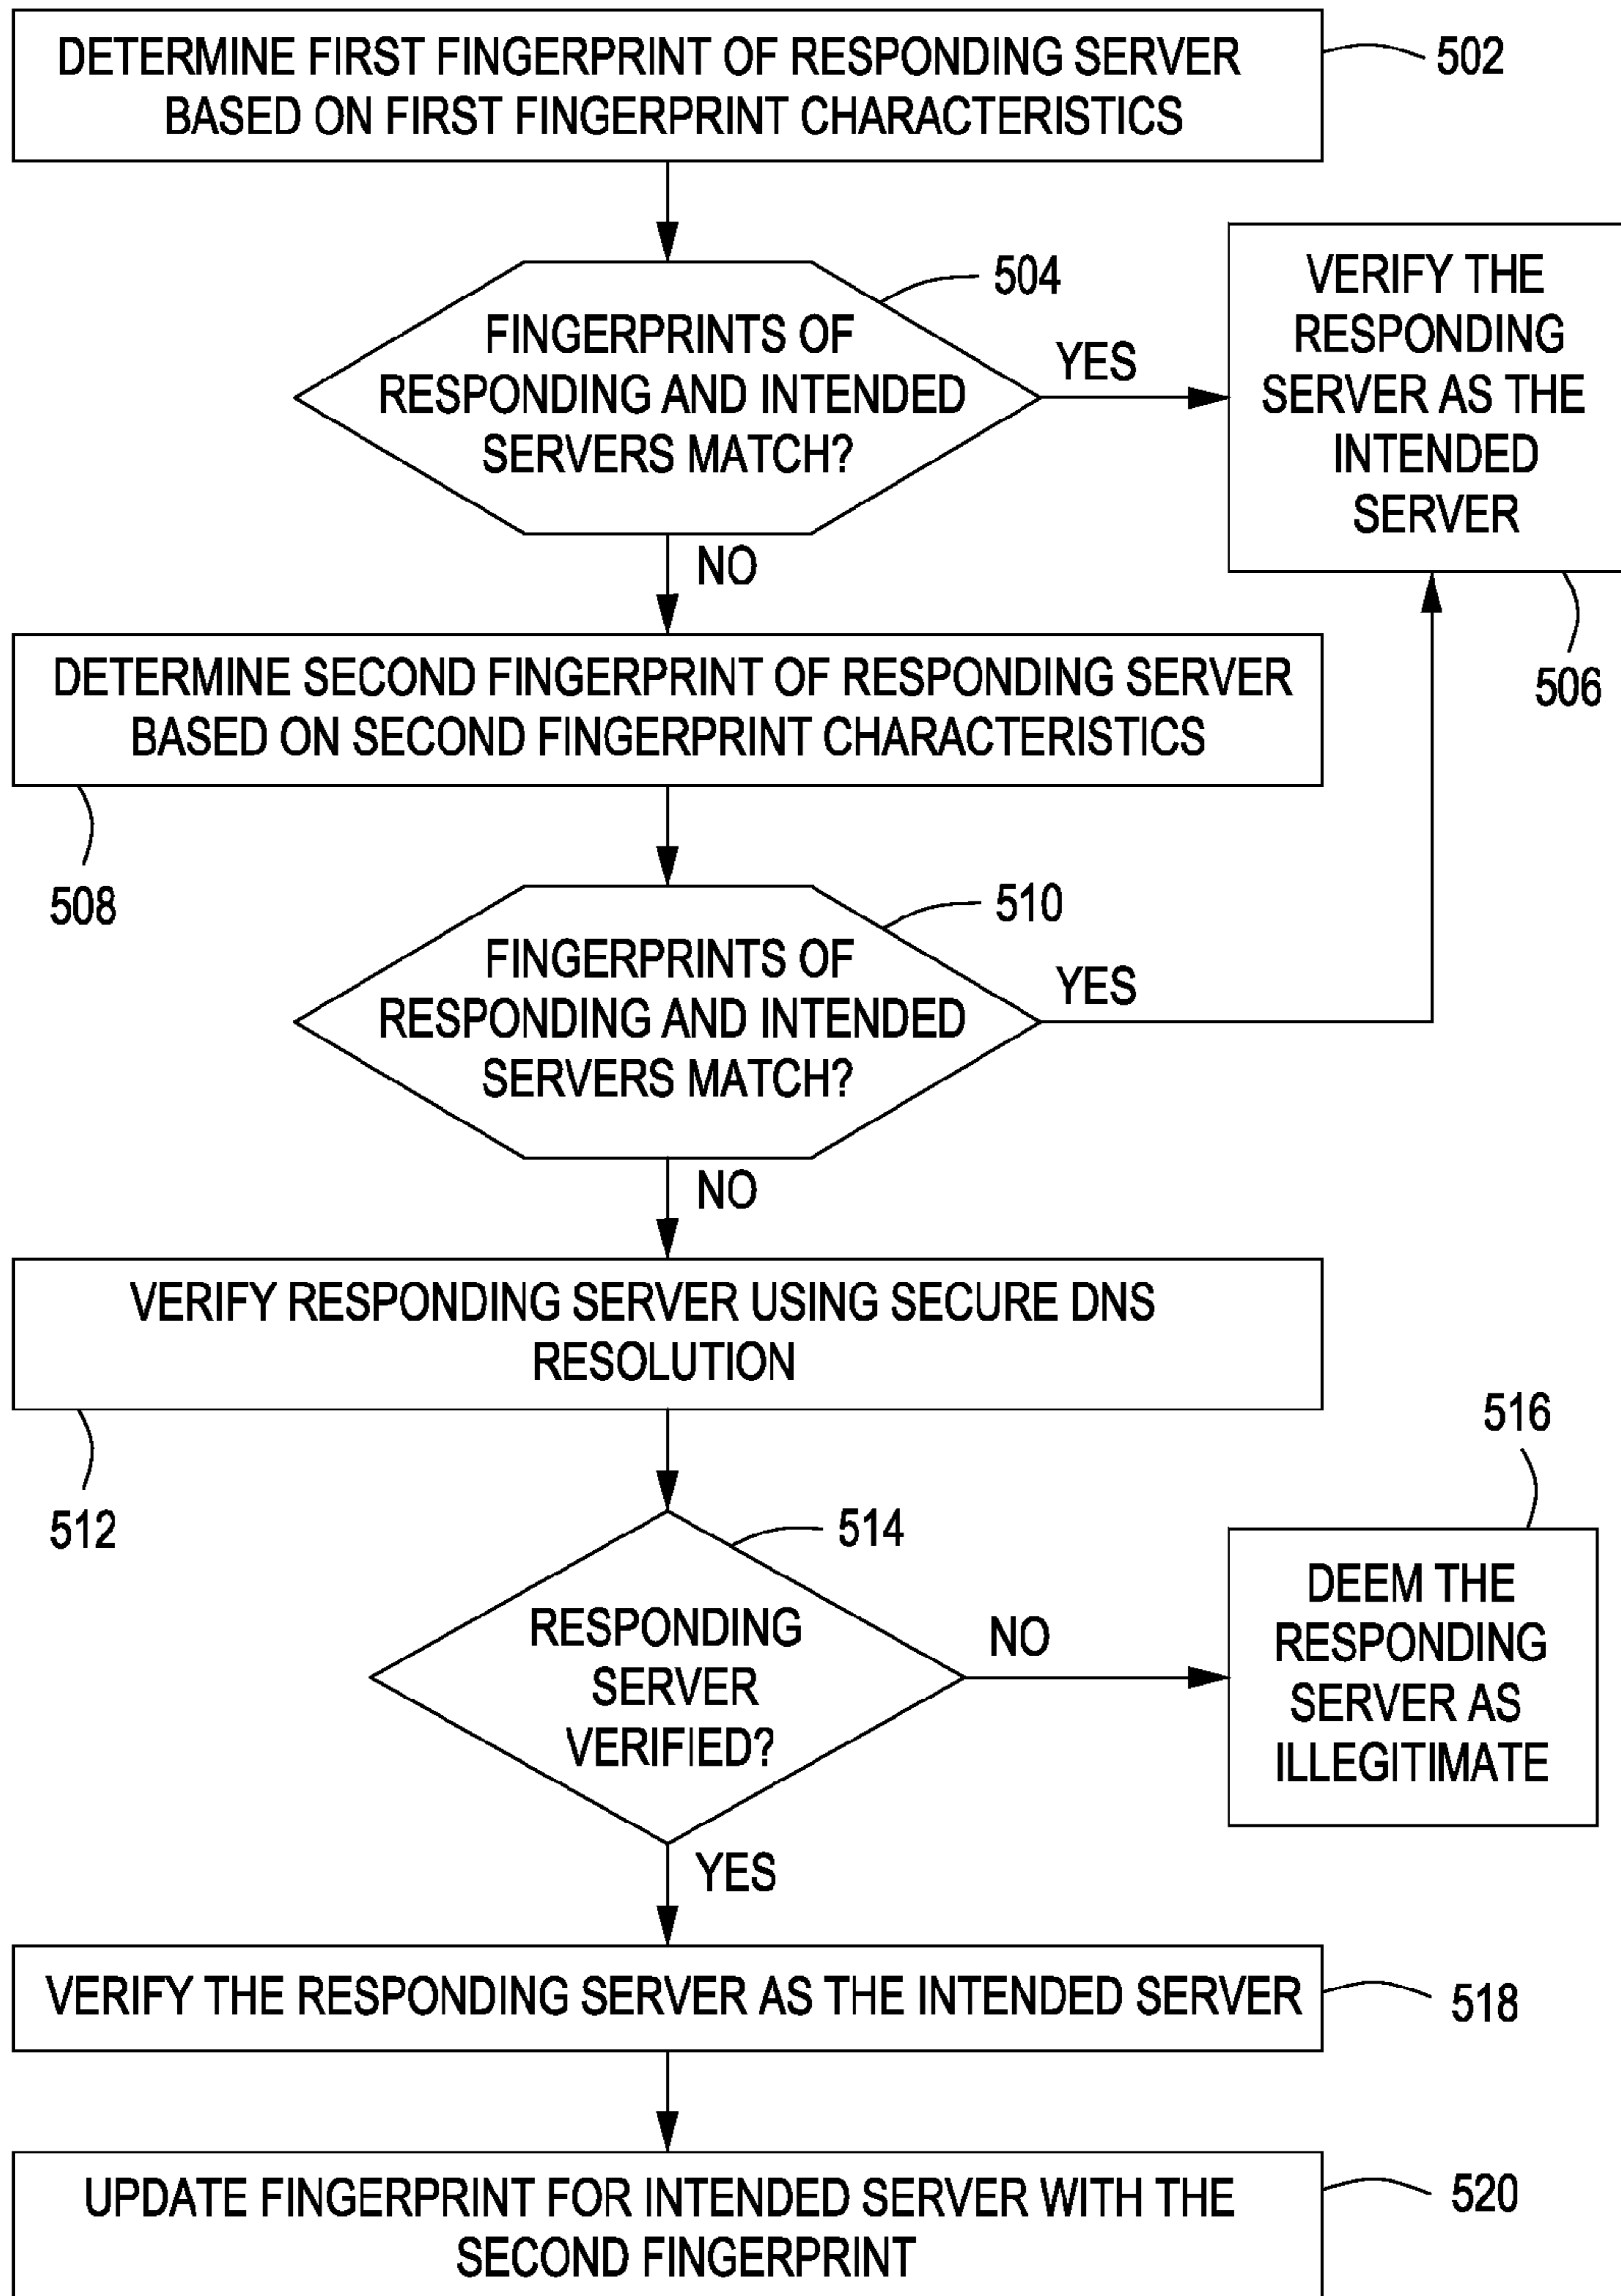 DETERMINE FIRST FINGERPRINT OF RESPONDING SERVER
BASED ON FIRST FINGERPRINT CHARACTERISTICS
502
504
FINGERPRINTS OF
RESPONDING AND INTENDED
SERVERS MATCH?
YES
VERIFY THE
RESPONDING
SERVER AS THE
INTENDED
SERVER
506
NO
DETERMINE SECOND FINGERPRINT OF RESPONDING SERVER
BASED ON SECOND FINGERPRINT CHARACTERISTICS
508
510
FINGERPRINTS OF
RESPONDING AND INTENDED
SERVERS MATCH?
YES
NO
VERIFY RESPONDING SERVER USING SECURE DNS
RESOLUTION
512
514
RESPONDING
SERVER
VERIFIED?
NO
516
DEEM THE
RESPONDING
SERVER AS
ILLEGITIMATE
YES
VERIFY THE RESPONDING SERVER AS THE INTENDED SERVER
518
UPDATE FINGERPRINT FOR INTENDED SERVER WITH THE
SECOND FINGERPRINT
520